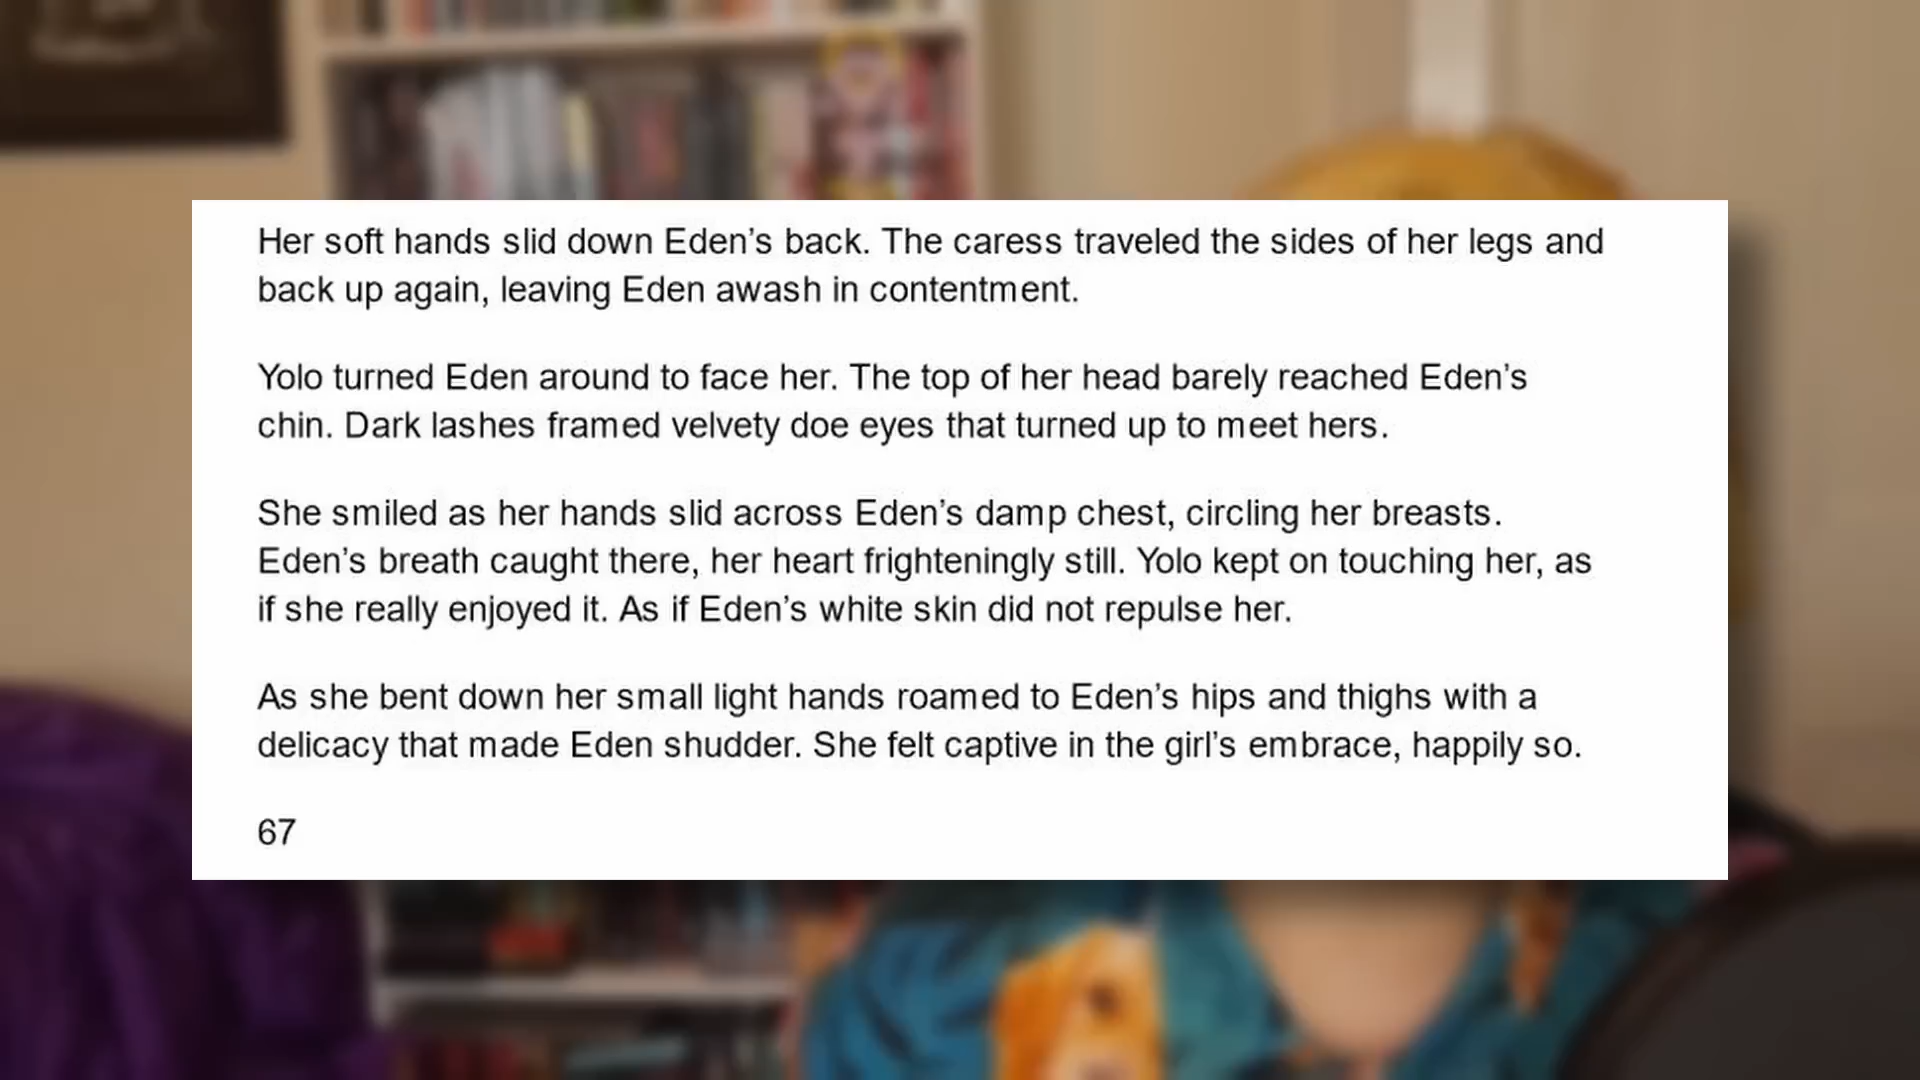 Her soft hands slid down Eden’s back. The caress traveled the sides of her legs and
back up again, leaving Eden awash in contentment.
Yolo turned Eden around to face her. The top of her head barely reached Eden’s
chin. Dark lashes framed velvety doe eyes that turned up to meet hers.
She smiled as her hands slid across Eden’s damp chest, circling her breasts.
Eden’s breath caught there, her heart frighteningly still. Yolo kept on touching her, as
if she really enjoyed it. As if Eden’s white skin did not repulse her.
As she bent down her small light hands roamed to Eden’s hips and thighs with a
delicacy that made Eden shudder. She felt captive in the girl’s embrace, happily so.
67